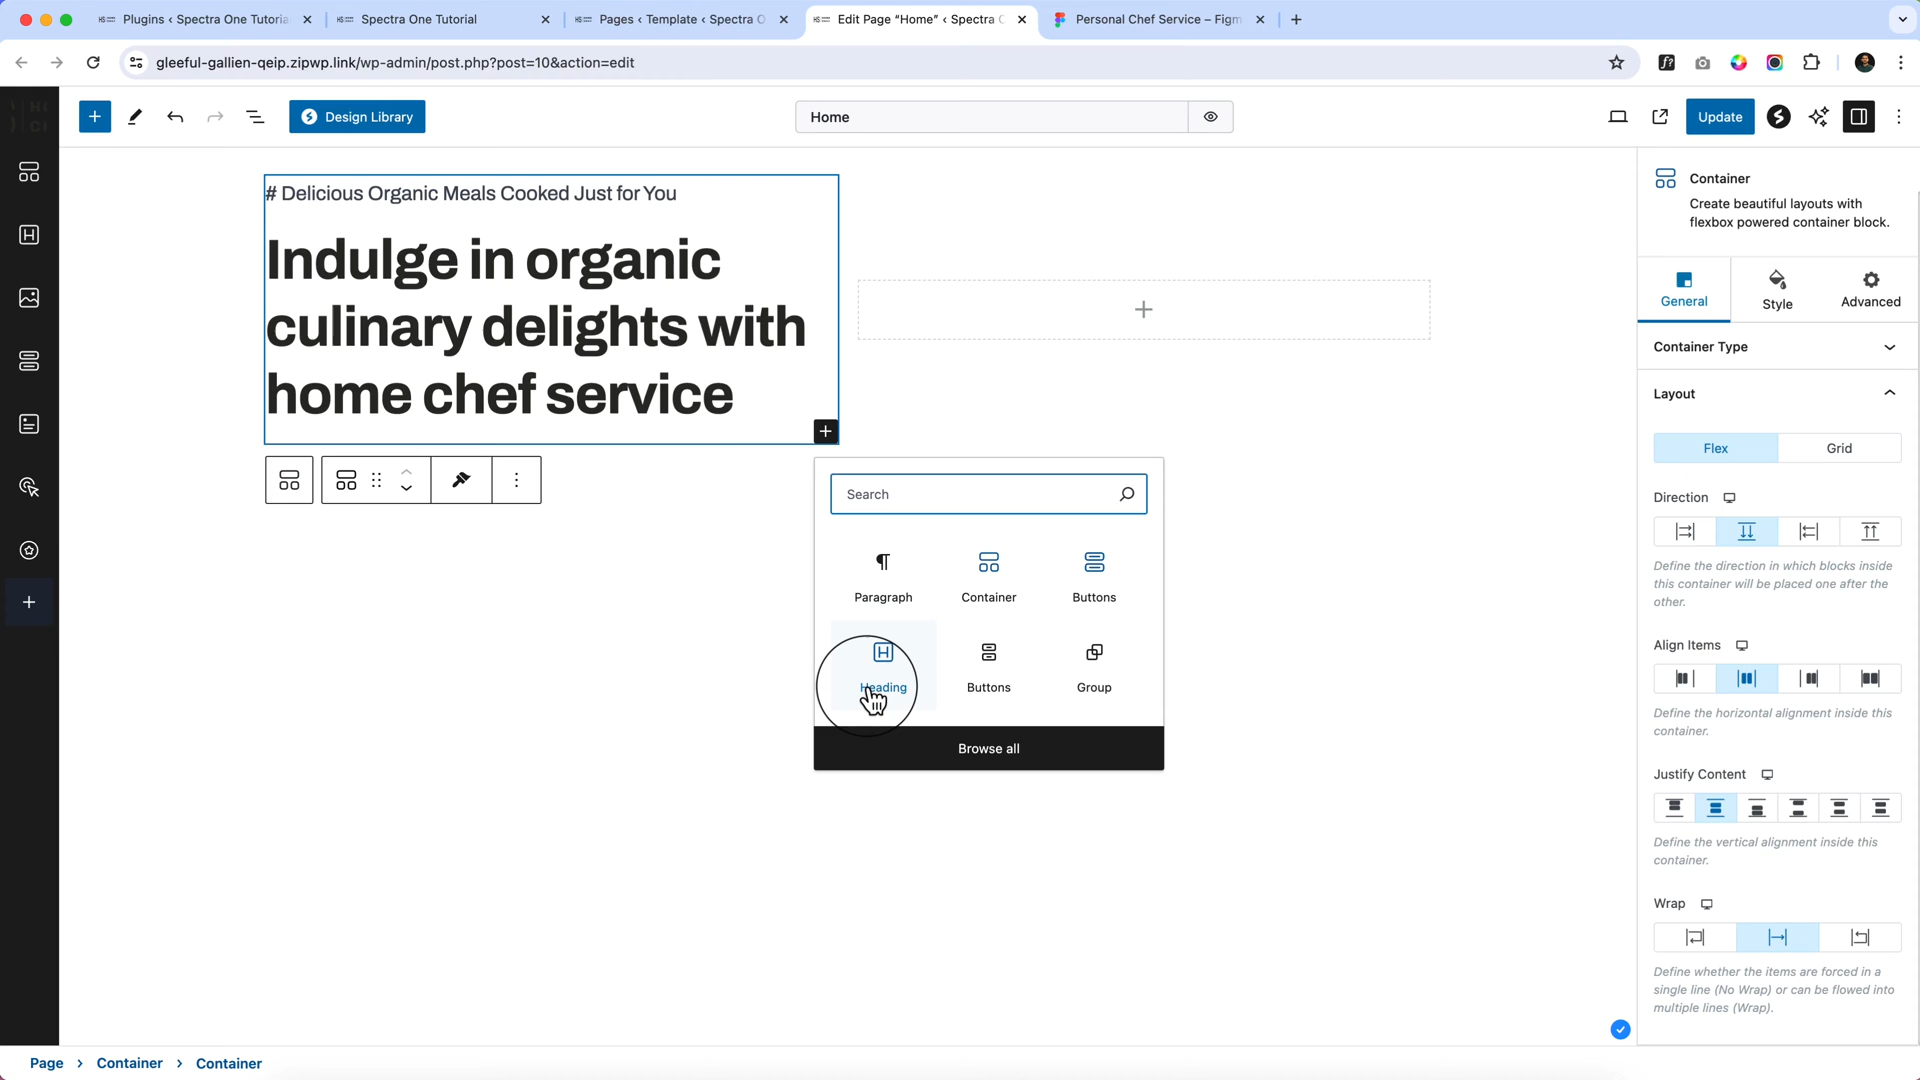 Plugins ‹ Spectra One Tutoria
Spectra One Tutorial
Pages ‹ Template ‹ Spectra O
Edit Page “Home” ‹ Spectra O
Personal Chef Service – Figm
gleeful-gallien-qeip.zipwp.link/wp-admin/post.php?post=10&action=edit
Design Library
Home
Update
# Delicious Organic Meals Cooked Just for You
Indulge in organic
culinary delights with
home chef service
Search
Paragraph
Container
Buttons
Heading
Buttons
Group
Browse all
Container
Create beautiful layouts with
flexbox powered container block.
General
Style
Advanced
Container Type
Layout
Flex
Grid
Direction
Define the direction in which blocks inside
this container will be placed one after the
other.
Align Items
Define the horizontal alignment inside this
container.
Justify Content
Define the vertical alignment inside this
container.
Wrap
Define whether the items are forced in a
single line (No Wrap) or can be flowed into
multiple lines (Wrap).
Page › Container › Container